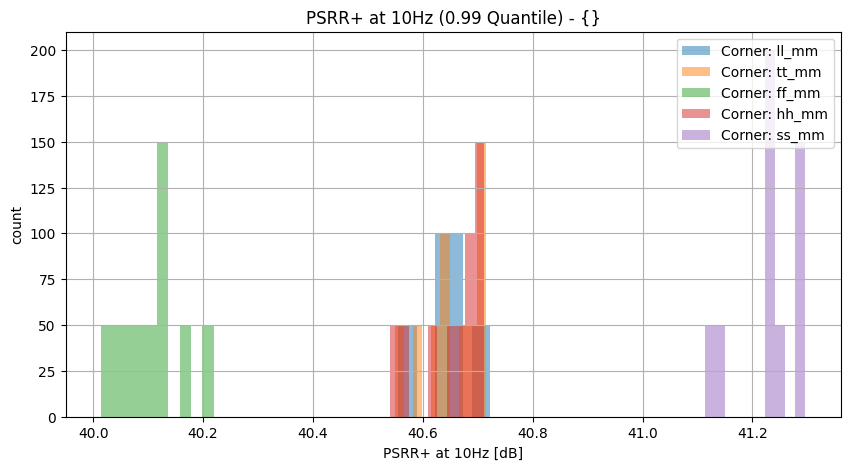 PSRR+ at 10Hz (0.99 Quantile) - {}
200
175
150
125
100
75
50
25
0
count
Corner: ll_mm
Corner: tt_mm
Corner: ff_mm
Corner: hh_mm
Corner: ss_mm
40.0 40.2 40.4 40.6 40.8 41.0 41.2
PSRR+ at 10Hz [dB]